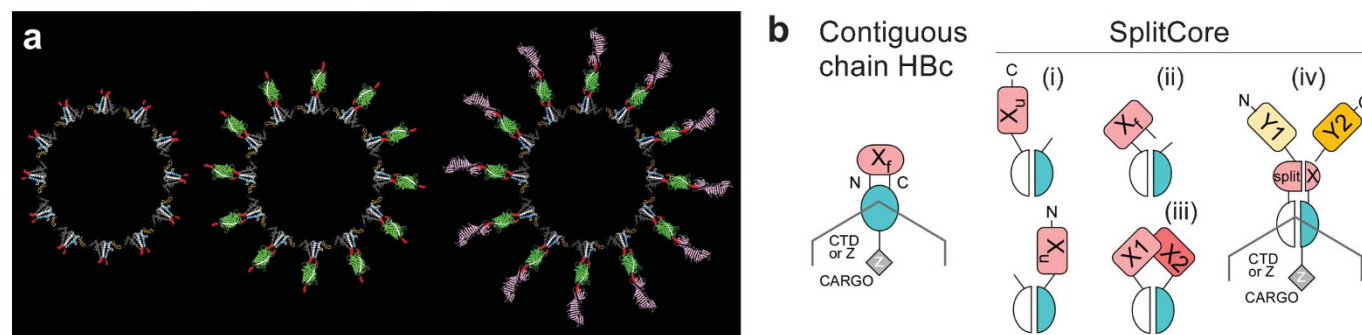 a
b
Contiguous
chain HBc
SplitCore
(i)
(ii)
(iv)
C
Xu
Xf
N
Y1
Y2
C
Xf
N
C
split
X
N
Xu
(iii)
X1
X2
CTD
or Z
Z
CARGO
CTD
or Z
Z
CARGO